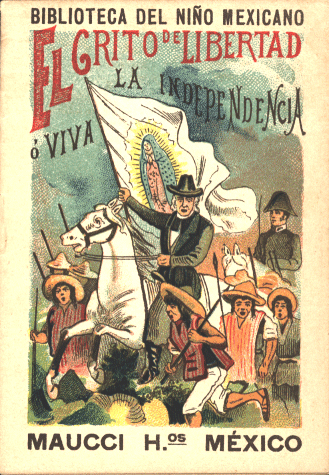 BIBLIOTECA DEL NIÑO MEXICANO
EL GRITO DE LIBERTAD
ó VIVA LA INDEPENDENCIA
MAUCCI H.OS MÉXICO